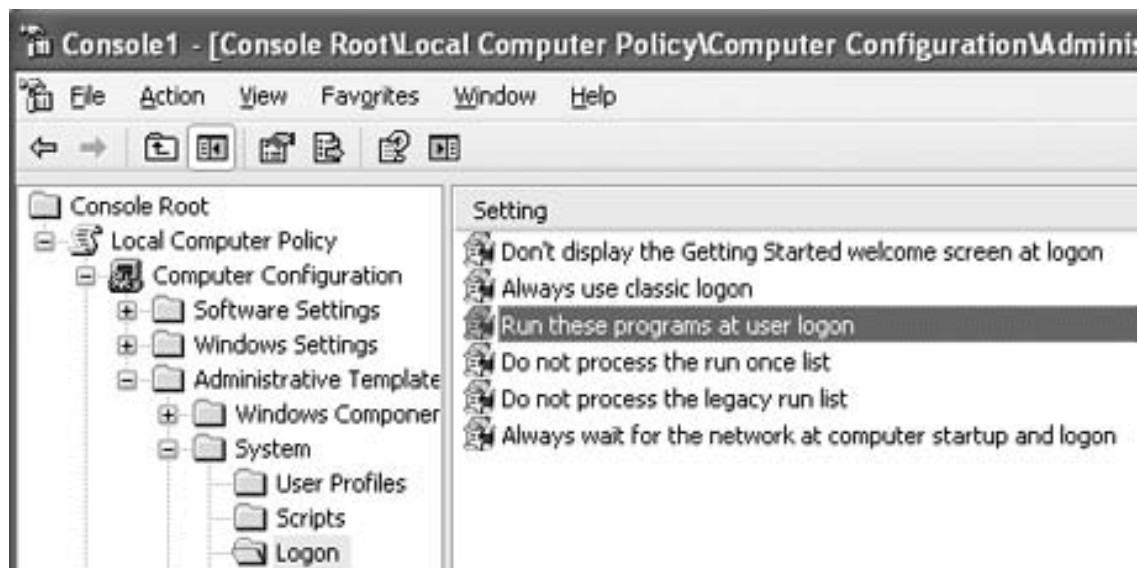 Console1 - [Console Root\Local Computer Policy\Computer Configuration\Adminis
File Action View Favorites Window Help
Console Root
Local Computer Policy
Computer Configuration
Software Settings
Windows Settings
Administrative Template
Windows Componer
System
User Profiles
Scripts
Logon
Setting
Don't display the Getting Started welcome screen at logon
Always use classic logon
Run these programs at user logon
Do not process the run once list
Do not process the legacy run list
Always wait for the network at computer startup and logon